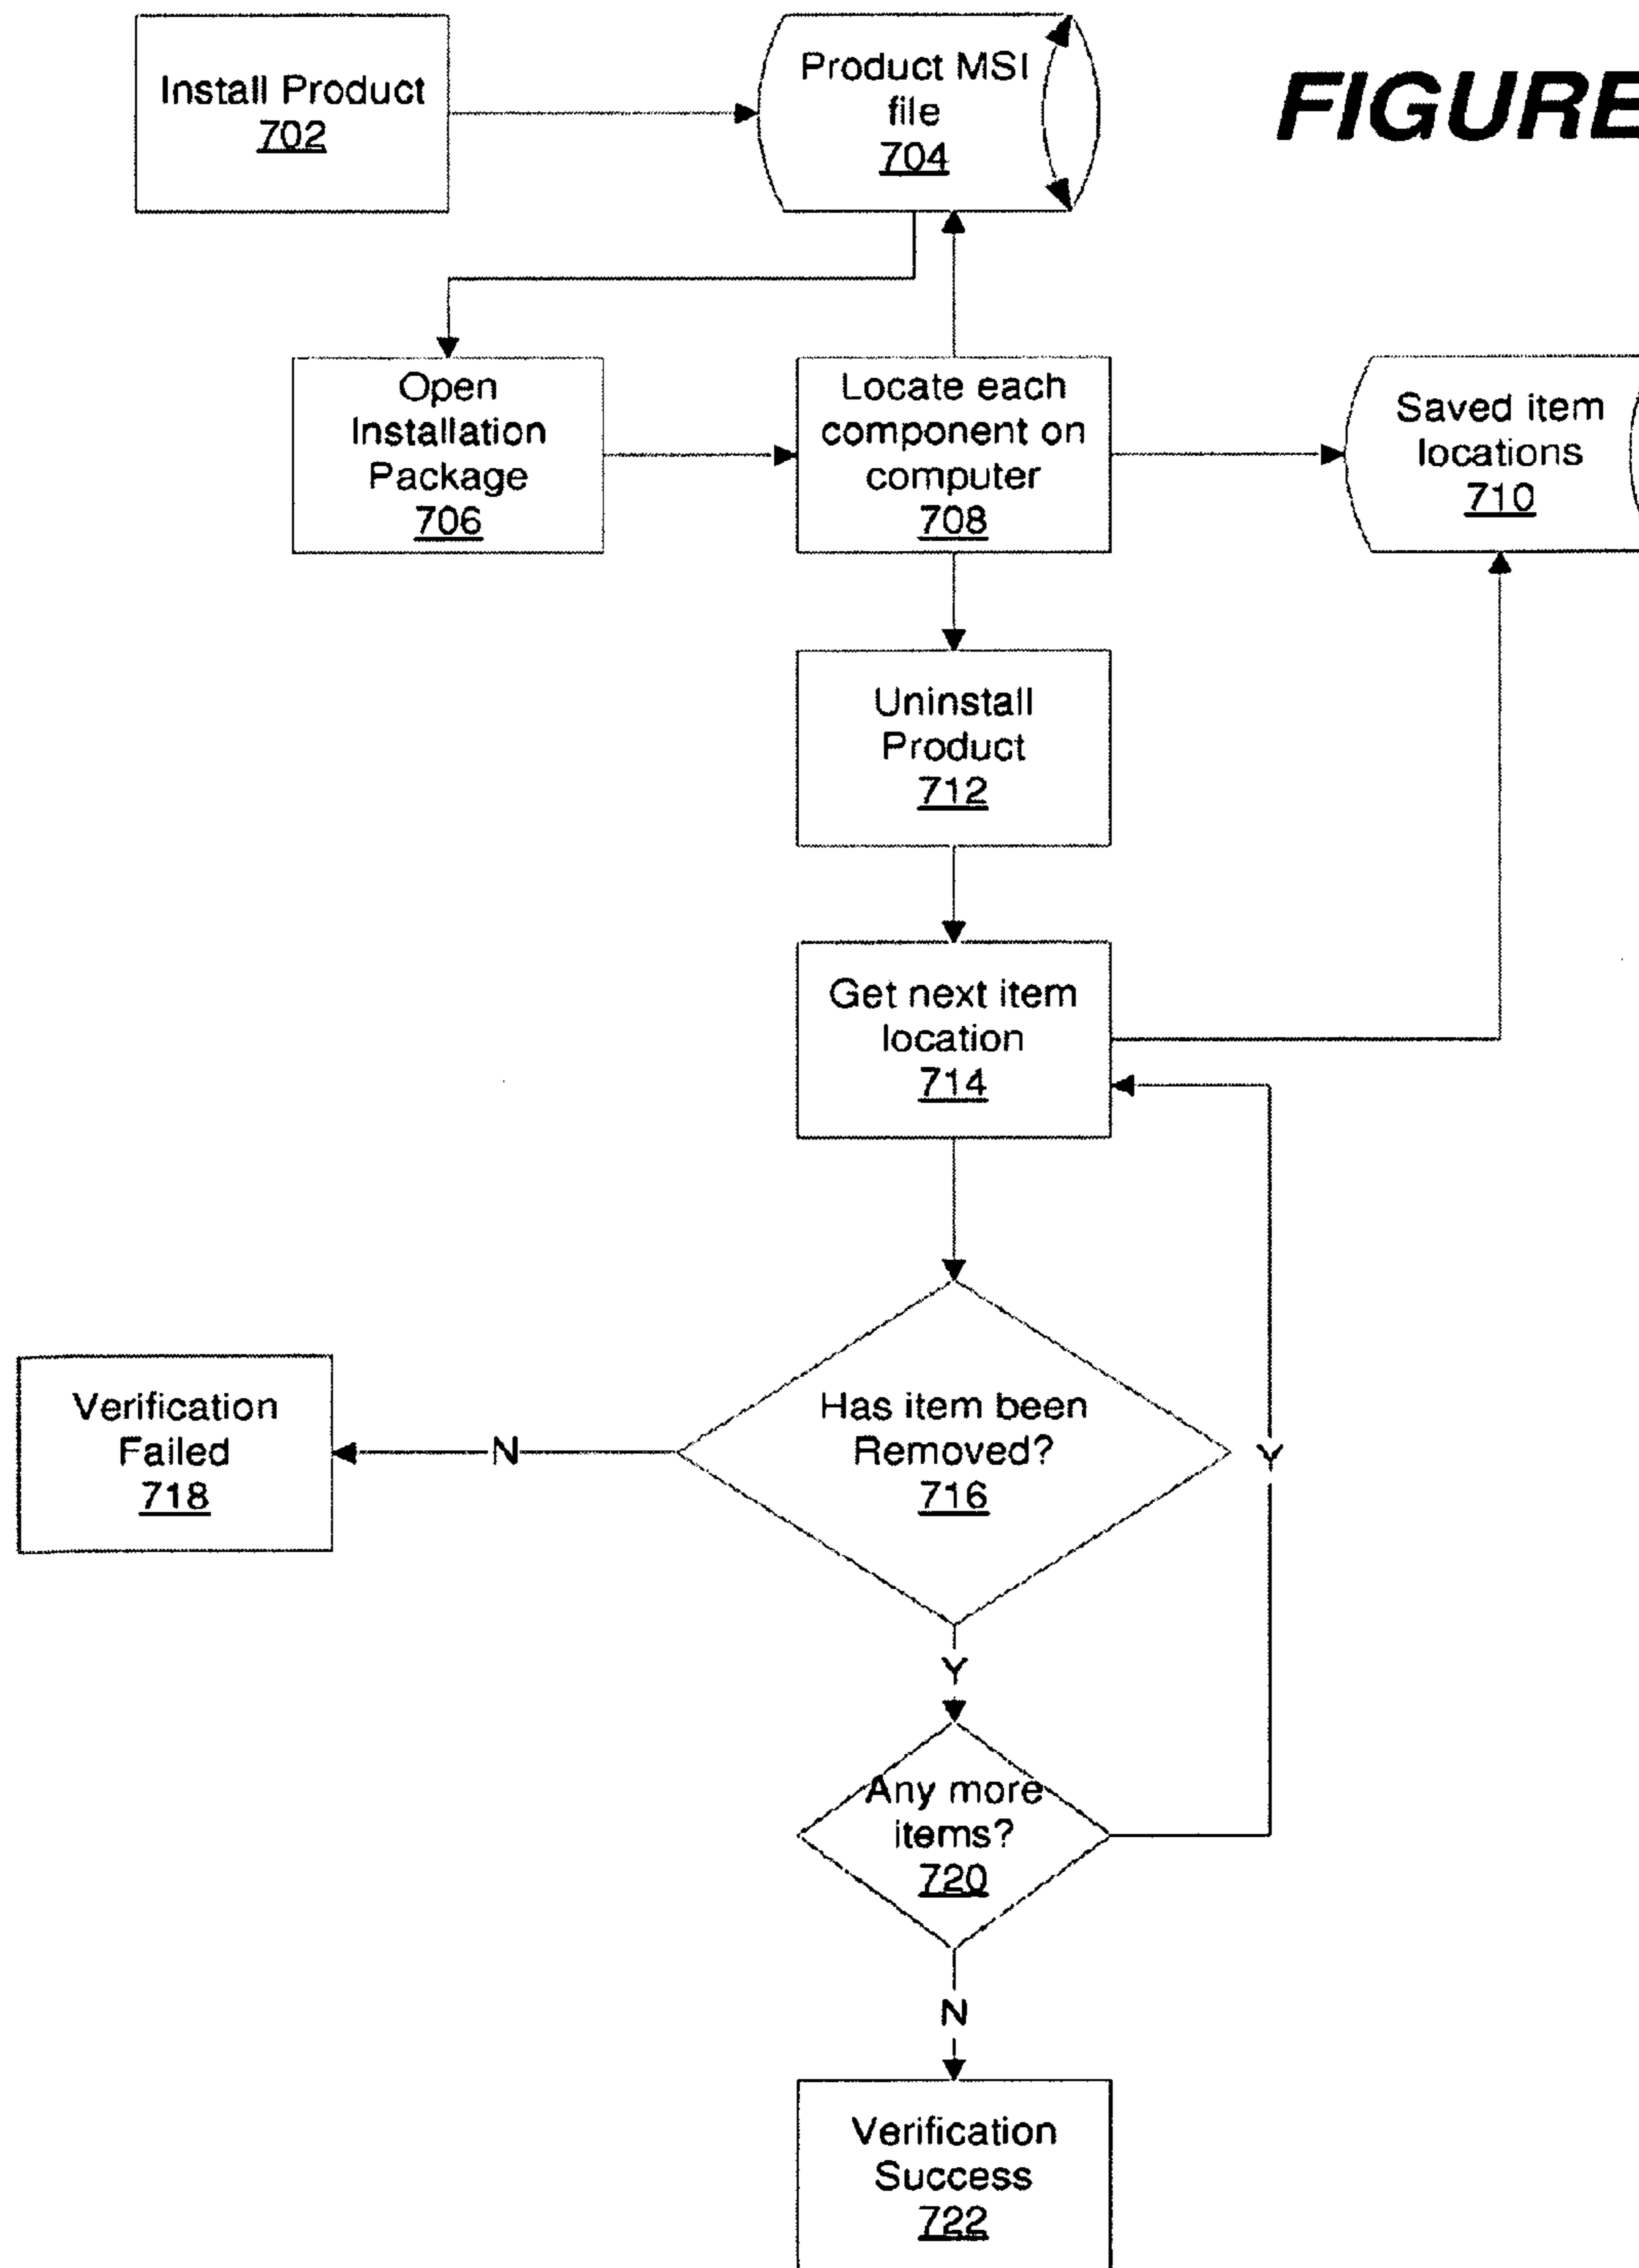 Install Product
702
Product MSI
file
704
FIGURE
Open
Installation
Package
706
Locate each
component on
computer
708
Saved item
locations
710
Uninstall
Product
712
Get next item
location
714
Has item been
Removed?
716
Verification
Failed
718
N
Y
Y
Any more
items?
720
N
Verification
Success
722